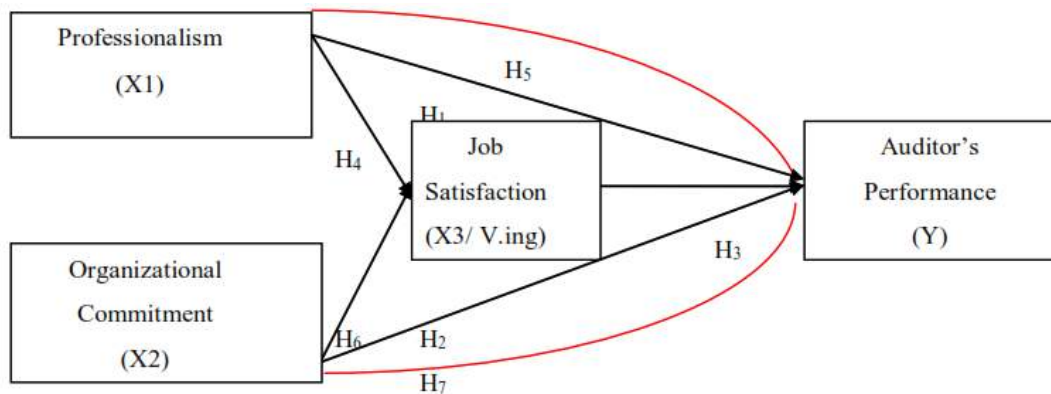 Professionalism
(X1)
H5
H1
H4
Job
Satisfaction
(X3/ V.ing)
Auditor's
Performance
(Y)
H3
Organizational
Commitment
(X2)
H6
H2
H7